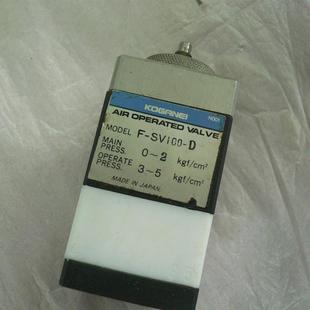 KOGANEI N001
AIR OPERATED VALVE
MODEL F-SV100-D
MAIN PRESS. 0~2 kgf/cm²
OPERATE PRESS. 3~5 kgf/cm²
MADE IN JAPAN.